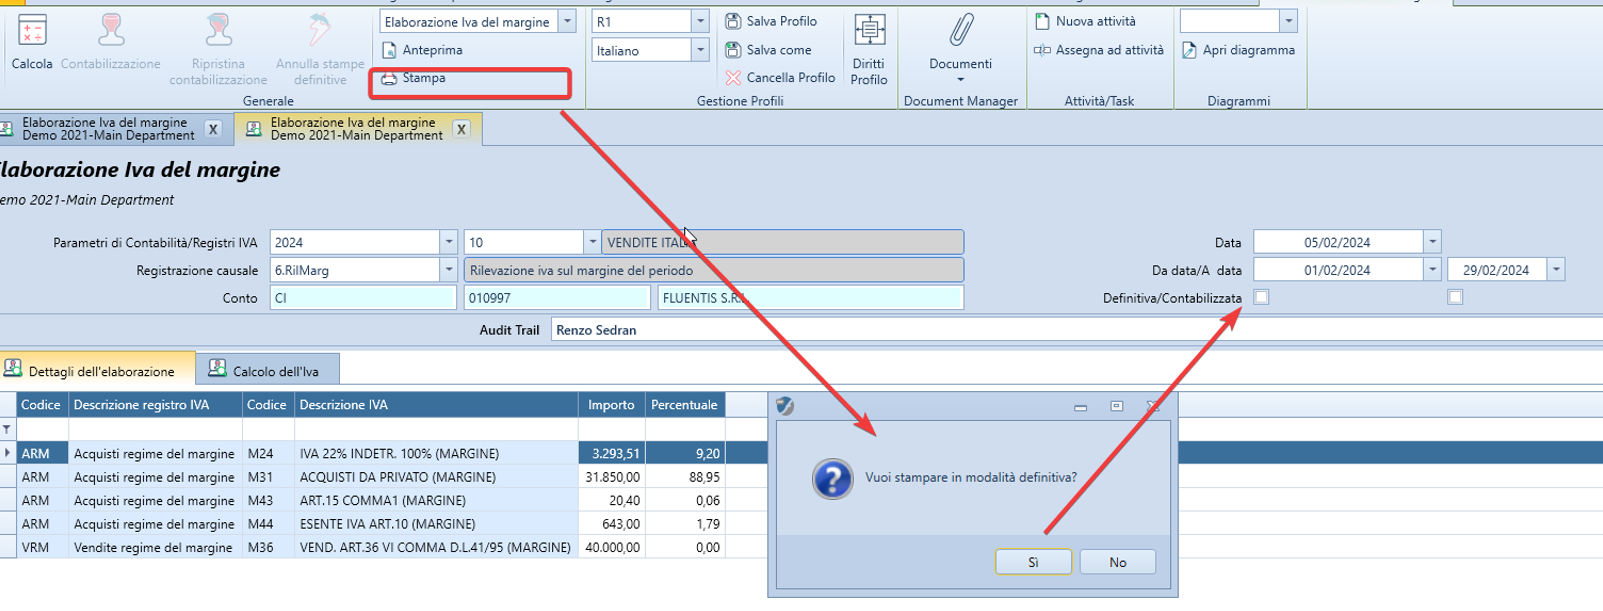 Calcola
Contabilizzazione
Ripristina
contabilizzazione
Annulla stampe
definitive
Elaborazione Iva del margine
Anteprima
Stampa
Generale
R1
Italiano
Salva Profilo
Salva come
Cancella Profilo
Diritti
Profilo
Gestione Profili
Documenti
Document Manager
Nuova attività
Assegna ad attività
Attività/Task
Apri diagramma
Diagrammi
Elaborazione Iva del margine
Demo 2021-Main Department
X
Elaborazione Iva del margine
Demo 2021-Main Department
X
laborazione Iva del margine
emo 2021-Main Department
Parametri di Contabilità/Registri IVA 2024 10 VENDITE ITAL
Data 05/02/2024
Registrazione causale 6.RilMarg Rilevazione iva sul margine del periodo
Da data/A data 01/02/2024 29/02/2024
Conto CI 010997 FLUENTIS S.R.L.
Definitiva/Contabilizzata
Audit Trail Renzo Sedran
Dettagli dell'elaborazione
Calcolo dell'Iva
Codice Descrizione registro IVA Codice Descrizione IVA Importo Percentuale
ARM Acquisti regime del margine M24 IVA 22% INDETR. 100% (MARGINE) 3.293,51 9,20
ARM Acquisti regime del margine M31 ACQUISTI DA PRIVATO (MARGINE) 31.850,00 88,95
ARM Acquisti regime del margine M43 ART.15 COMMA1 (MARGINE) 20,40 0,06
ARM Acquisti regime del margine M44 ESENTE IVA ART.10 (MARGINE) 643,00 1,79
VRM Vendite regime del margine M36 VEND. ART.36 VI COMMA D.L.41/95 (MARGINE) 40.000,00 0,00
Vuoi stampare in modalità definitiva?
Sì
No